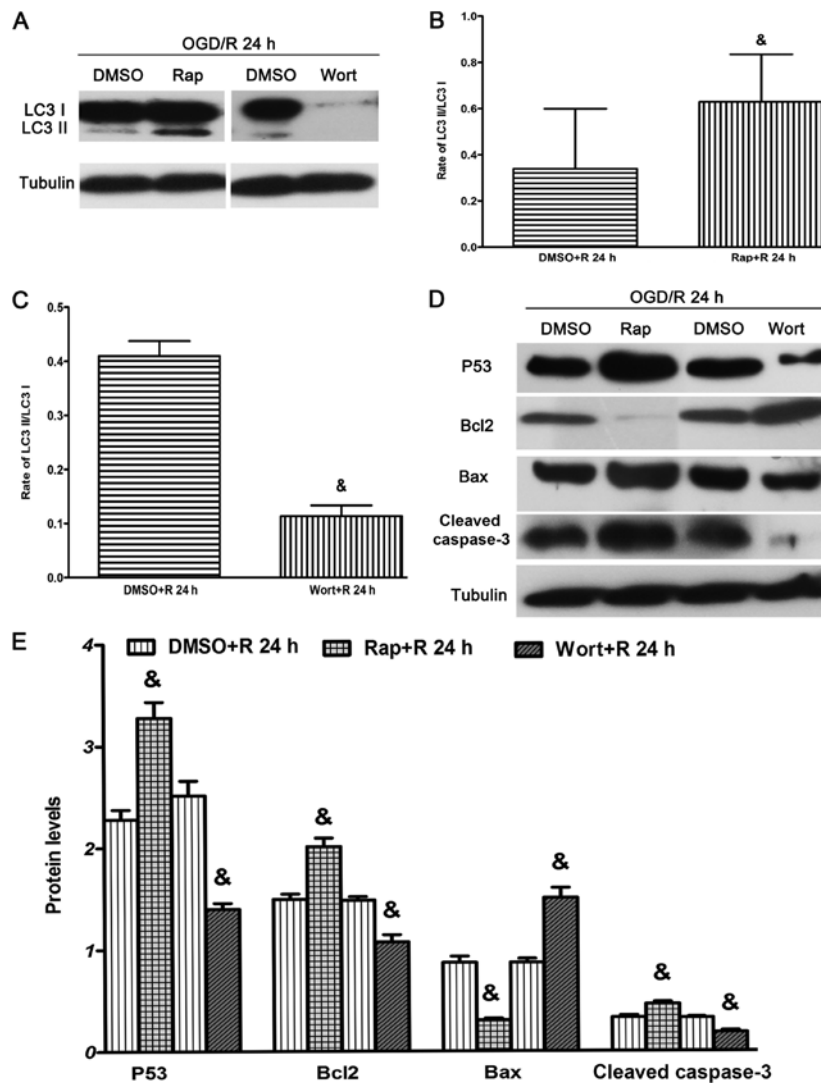 A
OGD/R 24 h
DMSO Rap DMSO Wort
LC3 I
LC3 II
Tubulin
B
Rate of LC3 II/LC3 I
1.0
0.8
0.6
0.4
0.2
0.0
&
DMSO+R 24 h Rap+R 24 h
C
Rate of LC3 II/LC3 I
0.5
0.4
0.3
0.2
0.1
0.0
&
DMSO+R 24 h Wort+R 24 h
D
OGD/R 24 h
DMSO Rap DMSO Wort
P53
Bcl2
Bax
Cleaved
caspase-3
Tubulin
E
DMSO+R 24 h Rap+R 24 h Wort+R 24 h
Protein levels
4
3
2
1
0
& & & & & & & &
P53 Bcl2 Bax Cleaved caspase-3